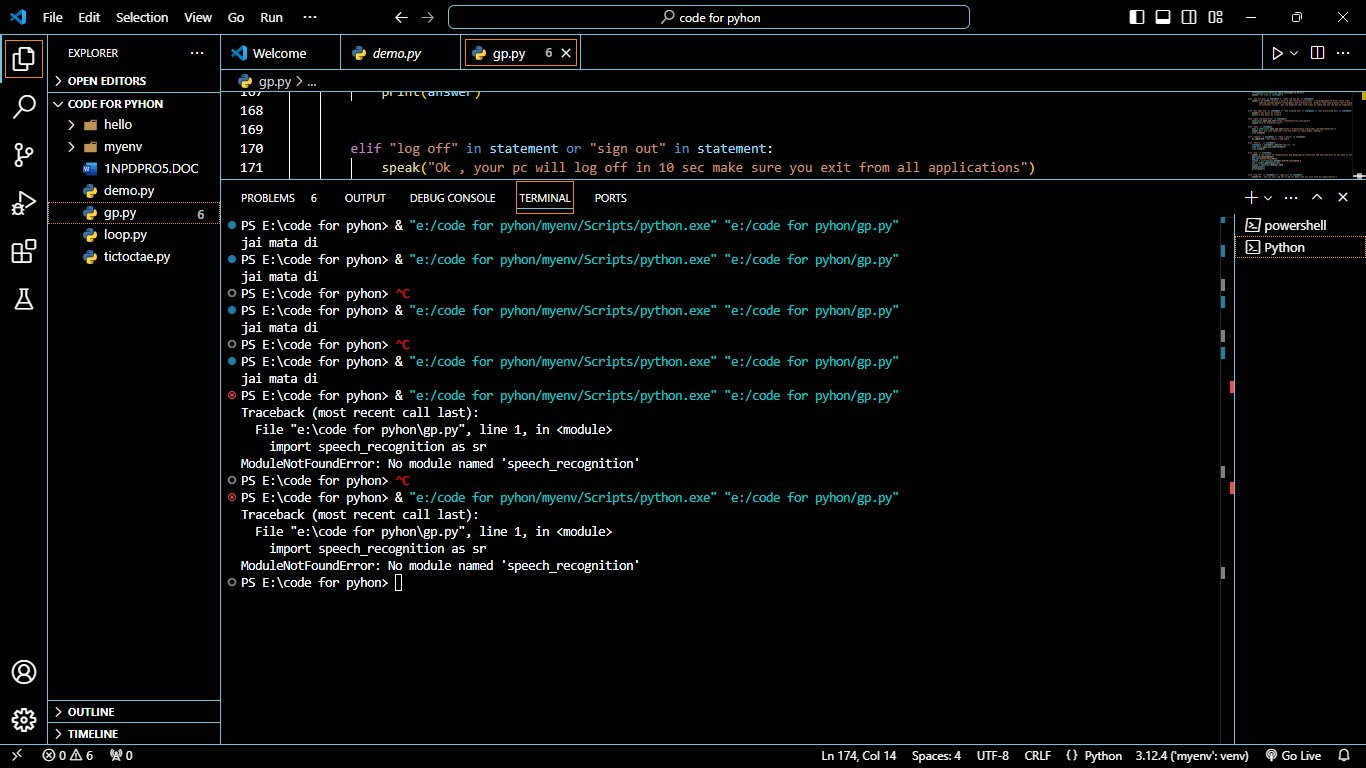 File Edit Selection View Go Run ··· code for pyhon
EXPLORER ···
Welcome demo.py gp.py 6
OPEN EDITORS
gp.py > ...
CODE FOR PYHON
hello
myenv
1NPDPRO5.DOC
demo.py
gp.py 6
loop.py
tictoctae.py
OUTLINE
TIMELINE
167 print(answer)
168
169
170 elif "log off" in statement or "sign out" in statement:
171 speak("Ok , your pc will log off in 10 sec make sure you exit from all applications")
PROBLEMS 6 OUTPUT DEBUG CONSOLE TERMINAL PORTS
PS E:\code for pyhon> & "e:/code for pyhon/myenv/Scripts/python.exe" "e:/code for pyhon/gp.py"
jai mata di
PS E:\code for pyhon> & "e:/code for pyhon/myenv/Scripts/python.exe" "e:/code for pyhon/gp.py"
jai mata di
PS E:\code for pyhon> ^C
PS E:\code for pyhon> & "e:/code for pyhon/myenv/Scripts/python.exe" "e:/code for pyhon/gp.py"
jai mata di
PS E:\code for pyhon> ^C
PS E:\code for pyhon> & "e:/code for pyhon/myenv/Scripts/python.exe" "e:/code for pyhon/gp.py"
jai mata di
PS E:\code for pyhon> & "e:/code for pyhon/myenv/Scripts/python.exe" "e:/code for pyhon/gp.py"
Traceback (most recent call last):
File "e:\code for pyhon\gp.py", line 1, in <module>
import speech_recognition as sr
ModuleNotFoundError: No module named 'speech_recognition'
PS E:\code for pyhon> ^C
PS E:\code for pyhon> & "e:/code for pyhon/myenv/Scripts/python.exe" "e:/code for pyhon/gp.py"
Traceback (most recent call last):
File "e:\code for pyhon\gp.py", line 1, in <module>
import speech_recognition as sr
ModuleNotFoundError: No module named 'speech_recognition'
PS E:\code for pyhon>
powershell
Python
0 6 0 Ln 174, Col 14 Spaces: 4 UTF-8 CRLF {} Python 3.12.4 ('myenv': venv) Go Live